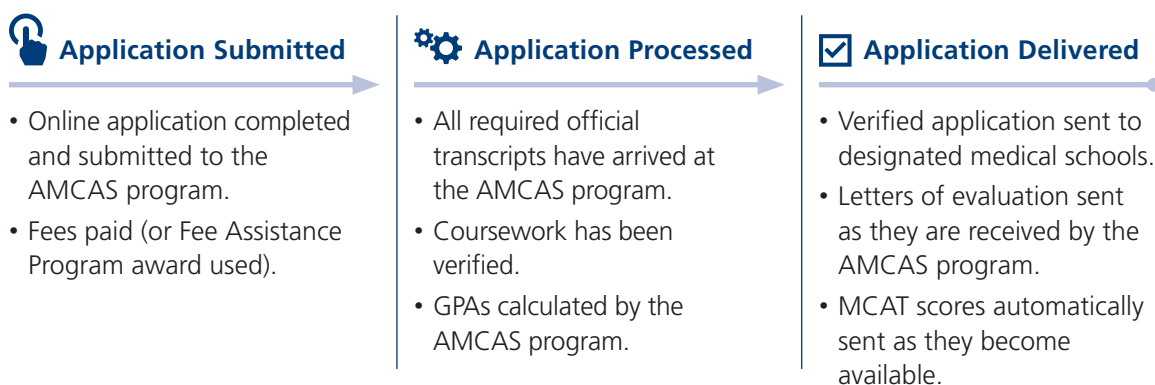 Application Submitted
• Online application completed
and submitted to the
AMCAS program.
• Fees paid (or Fee Assistance
Program award used).
Application Processed
• All required official
transcripts have arrived at
the AMCAS program.
• Coursework has been
verified.
• GPAs calculated by the
AMCAS program.
Application Delivered
• Verified application sent to
designated medical schools.
• Letters of evaluation sent
as they are received by the
AMCAS program.
• MCAT scores automatically
sent as they become
available.